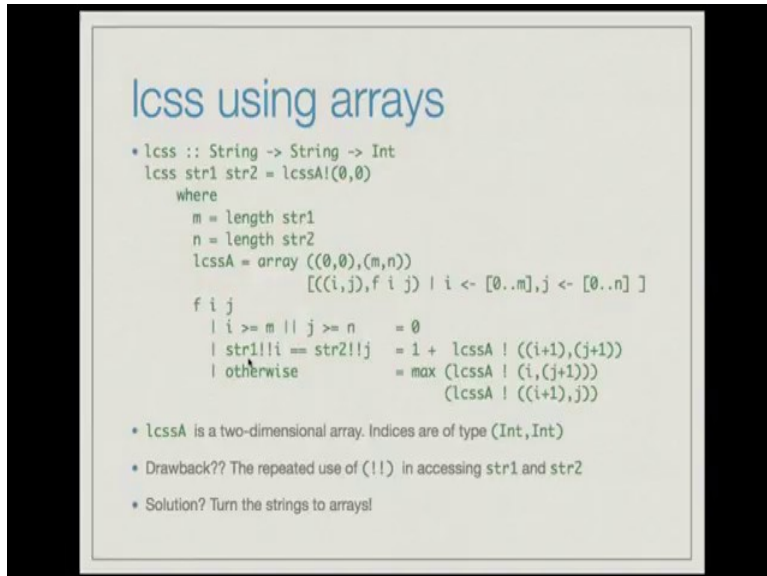 lcss using arrays
• lcss :: String -> String -> Int
lcss str1 str2 = lcssA!(0,0)
where
m = length str1
n = length str2
lcssA = array ((0,0),(m,n))
[((i,j),f i j) | i <- [0..m],j <- [0..n] ]
f i j
| i >= m || j >= n = 0
| str1!!i == str2!!j = 1 + lcssA ! ((i+1),(j+1))
| otherwise = max (lcssA ! (i,(j+1)))
(lcssA ! ((i+1),j))
• lcssA is a two-dimensional array. Indices are of type (Int,Int)
• Drawback?? The repeated use of (!!) in accessing str1 and str2
• Solution? Turn the strings to arrays!